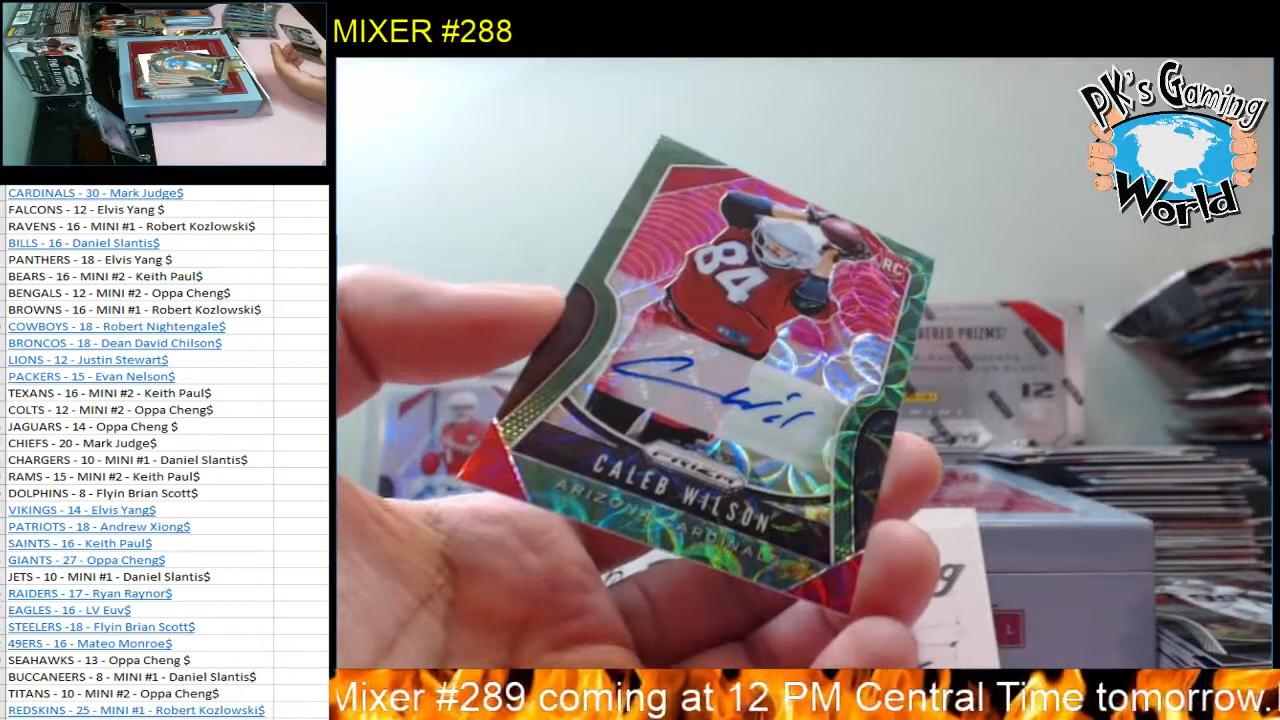 MIXER #288
PK's Gaming
World
CARDINALS - 30 - Mark Judge$
FALCONS - 12 - Elvis Yang $
RAVENS - 16 - MINI #1 - Robert Kozlowski$
BILLS - 16 - Daniel Slantis$
PANTHERS - 18 - Elvis Yang $
BEARS - 16 - MINI #2 - Keith Paul$
BENGALS - 12 - MINI #2 - Oppa Cheng$
BROWNS - 16 - MINI #1 - Robert Kozlowski$
COWBOYS - 18 - Robert Nightengale$
BRONCOS - 18 - Dean David Chilson$
LIONS - 12 - Justin Stewart$
PACKERS - 15 - Evan Nelson$
TEXANS - 16 - MINI #2 - Keith Paul$
COLTS - 12 - MINI #2 - Oppa Cheng$
JAGUARS - 14 - Oppa Cheng $
CHIEFS - 20 - Mark Judge$
CHARGERS - 10 - MINI #1 - Daniel Slantis$
RAMS - 15 - MINI #2 - Keith Paul$
DOLPHINS - 8 - Flyin Brian Scott$
VIKINGS - 14 - Elvis Yang$
PATRIOTS - 18 - Andrew Xiong$
SAINTS - 16 - Keith Paul$
GIANTS - 27 - Oppa Cheng$
JETS - 10 - MINI #1 - Daniel Slantis$
RAIDERS - 17 - Ryan Raynor$
EAGLES - 16 - LV Euv$
STEELERS -18 - Flyin Brian Scott$
49ERS - 16 - Mateo Monroe$
SEAHAWKS - 13 - Oppa Cheng $
BUCCANEERS - 8 - MINI #1 - Daniel Slantis$
TITANS - 10 - MINI #2 - Oppa Cheng$
REDSKINS - 25 - MINI #1 - Robert Kozlowski$
RC
84
PRIZM
CALEB WILSON
ARIZONA CARDINALS
PRIZMS!
12
Mixer #289 coming at 12 PM Central Time tomorrow.